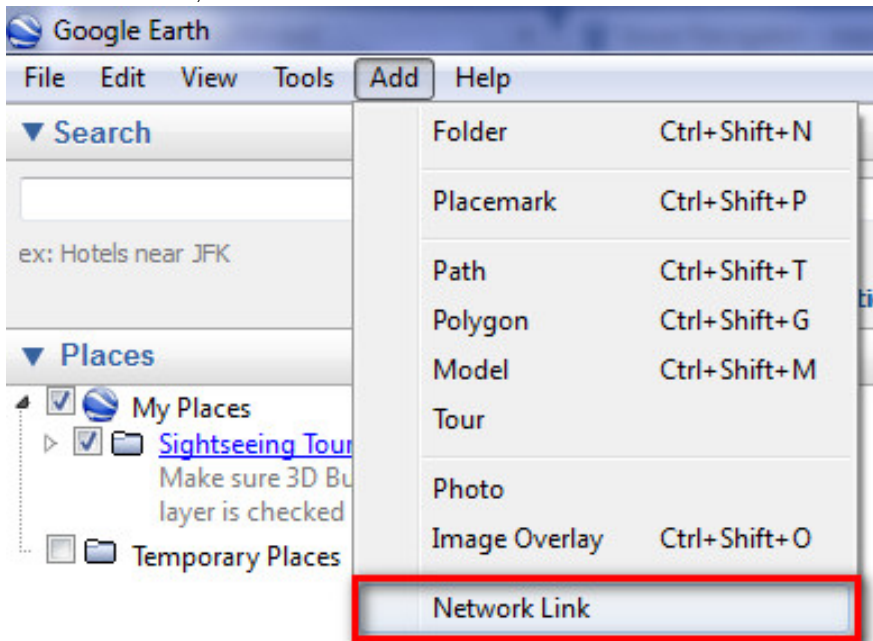 Google Earth
File Edit View Tools Add Help
Search
ex: Hotels near JFK
Places
My Places
Sightseeing Tour
Make sure 3D Bu
layer is checked
Temporary Places
Folder Ctrl+Shift+N
Placemark Ctrl+Shift+P
Path Ctrl+Shift+T
Polygon Ctrl+Shift+G
Model Ctrl+Shift+M
Tour
Photo
Image Overlay Ctrl+Shift+O
Network Link